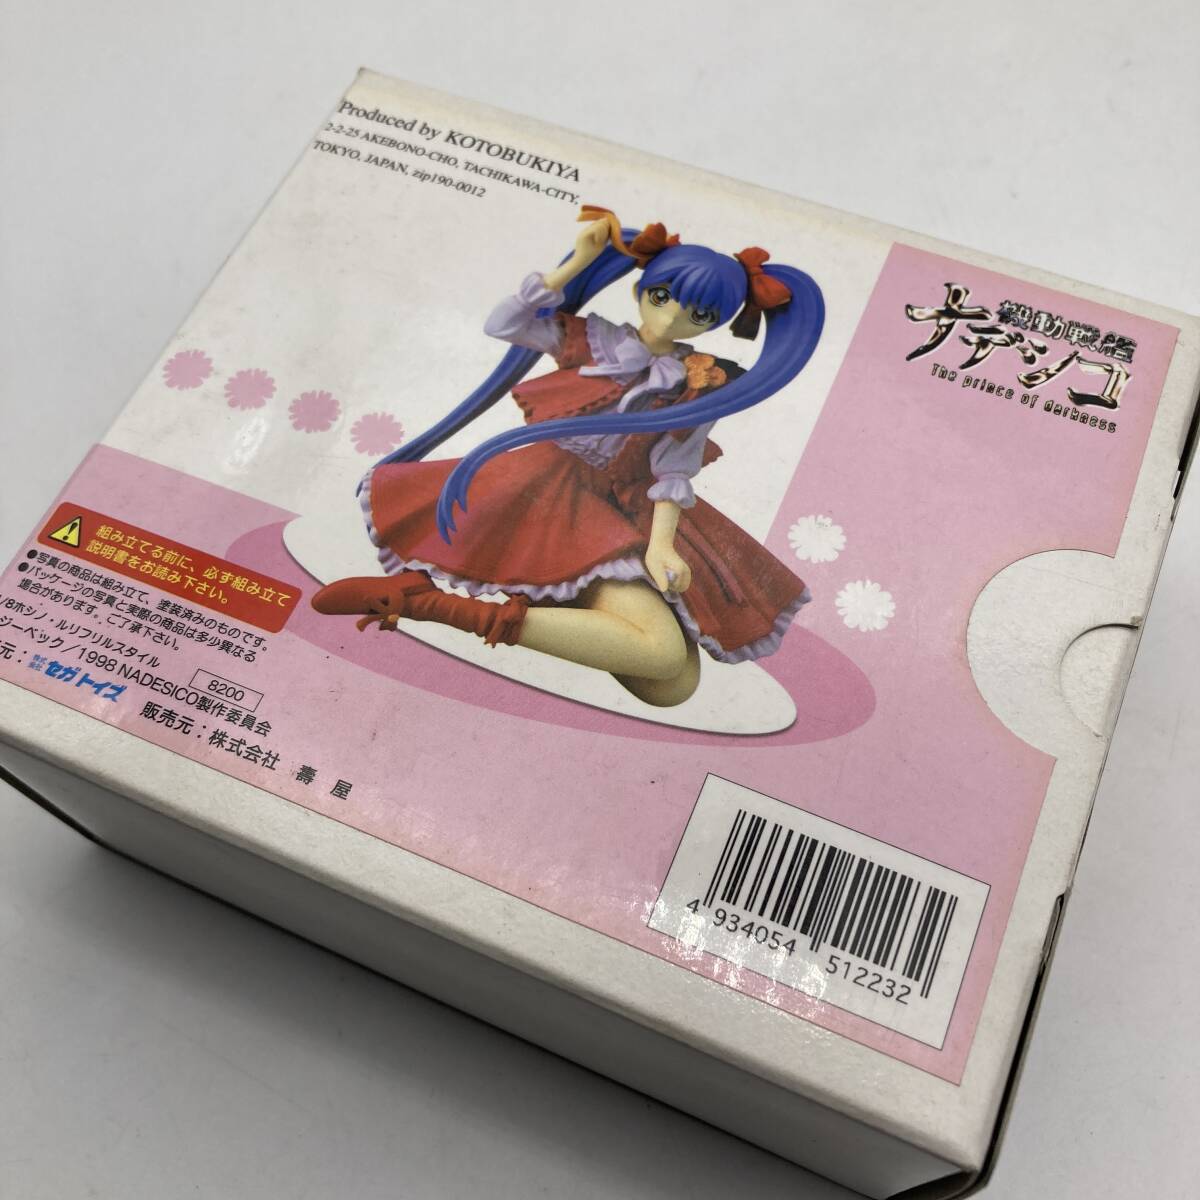 Produced by KOTOBUKIYA
2-2-25 AKEBONO-CHO, TACHIKAWA-CITY,
TOKYO, JAPAN, zip190-0012
機動戦艦
ナデシコ
The prince of darkness
組み立てる前に、必ず組み立て
説明書をお読み下さい。
●写真の商品は組み立て、塗装済みのものです。
●パッケージの写真と実際の商品は多少異なる
場合があります。ご了承下さい。
/8ホシノ・ルリフリルスタイル
ジーベック/1998 NADESICO製作委員会
元：株式会社セガトイズ
8200
販売元：株式会社 壽屋
4 934054 512232